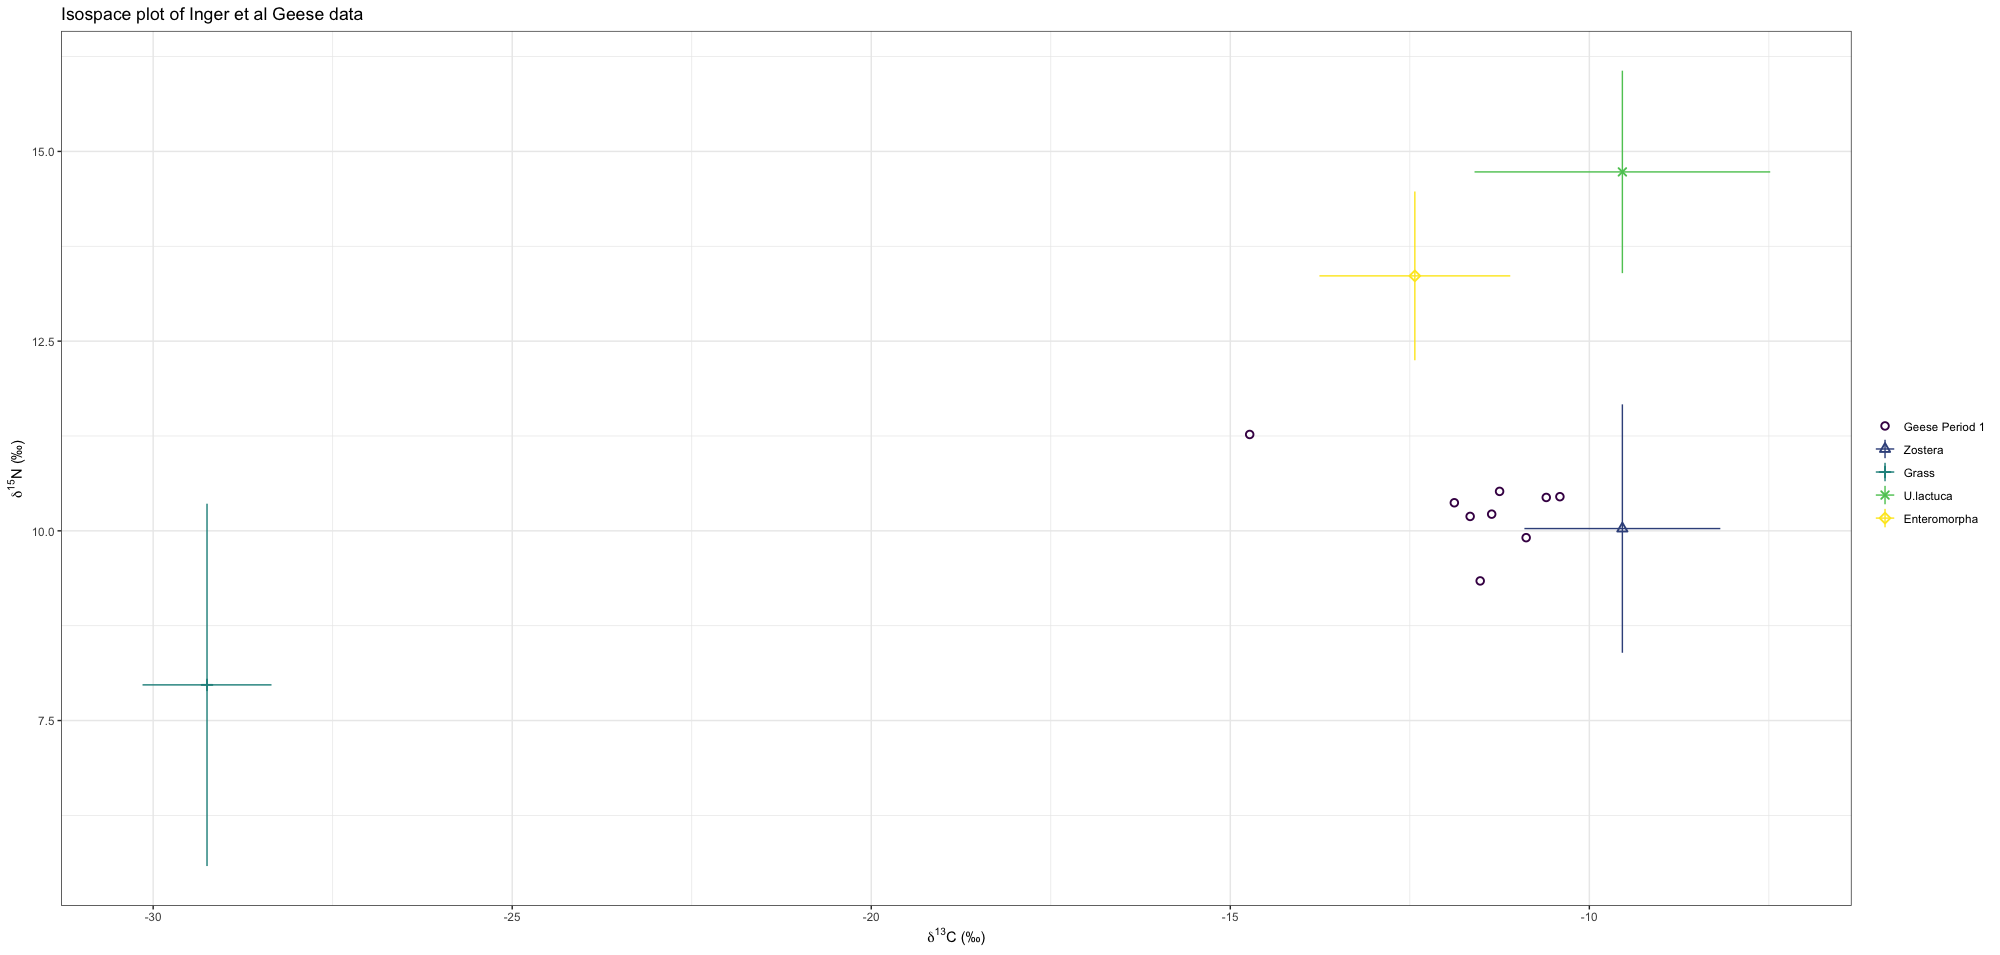 Isospace plot of Inger et al Geese data
δ¹⁵N (‰)
15.0
12.5
10.0
7.5
-30 -25 -20 -15 -10
δ¹³C (‰)
Geese Period 1
Zostera
Grass
U.lactuca
Enteromorpha